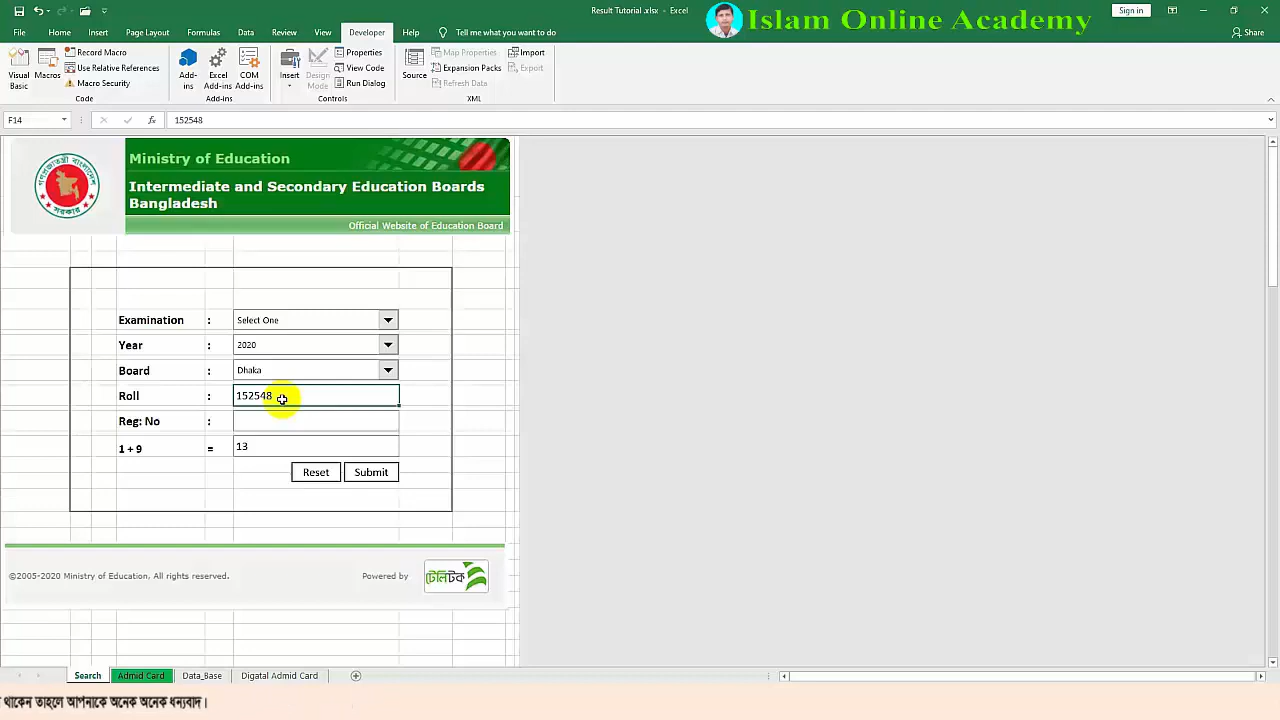 Result Tutorial .xlsx - Excel
Islam Online Academy
Sign in
File Home Insert Page Layout Formulas Data Review View Developer Help Tell me what you want to do
Share
Visual Basic
Macros
Record Macro
Use Relative References
Macro Security
Code
Add-ins
Excel Add-ins
COM Add-ins
Add-ins
Insert
Design Mode
Properties
View Code
Run Dialog
Controls
Source
Map Properties
Expansion Packs
Refresh Data
Import
Export
XML
F14
fx
152548
Ministry of Education
Intermediate and Secondary Education Boards
Bangladesh
Official Website of Education Board
Examination : Select One
Year : 2020
Board : Dhaka
Roll : 152548
Reg: No :
1 + 9 = 13
Reset Submit
©2005-2020 Ministry of Education, All rights reserved.
Powered by
টেলিটক
Search Admid Card Data_Base Digatal Admid Card
থাকেন তাহলে আপনাকে অনেক অনেক ধন্যবাদ।